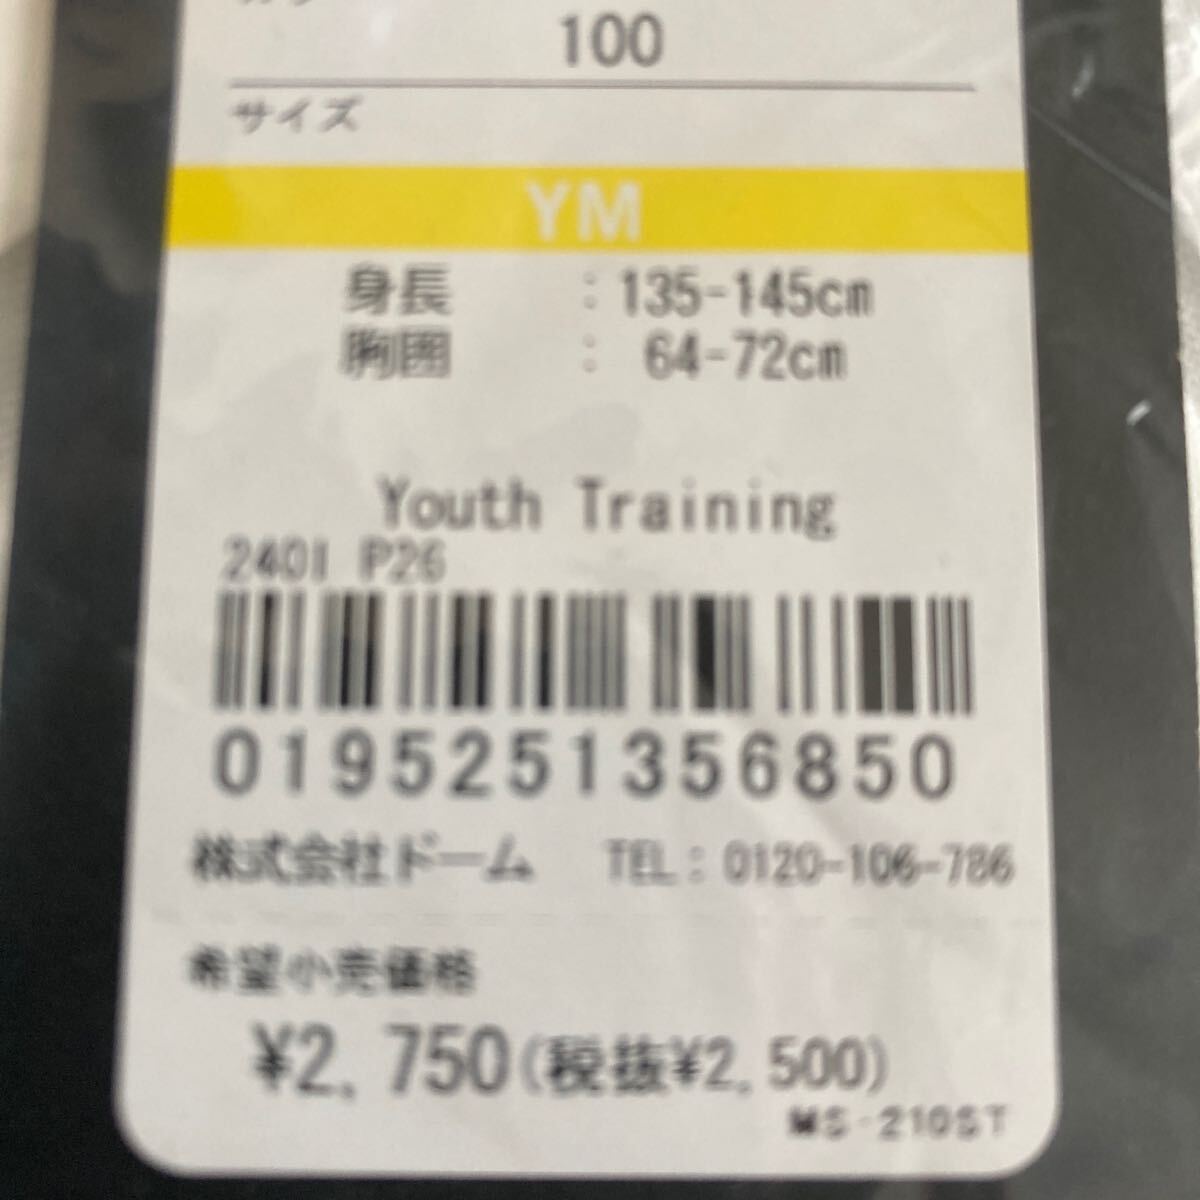 100
サイズ
YM
身長 : 135-145cm
胸囲 : 64-72cm
Youth Training
240I P26
0195251356850
株式会社ドーム TEL: 0120-106-786
希望小売価格
¥2,750(税抜¥2,500)
MS-210ST